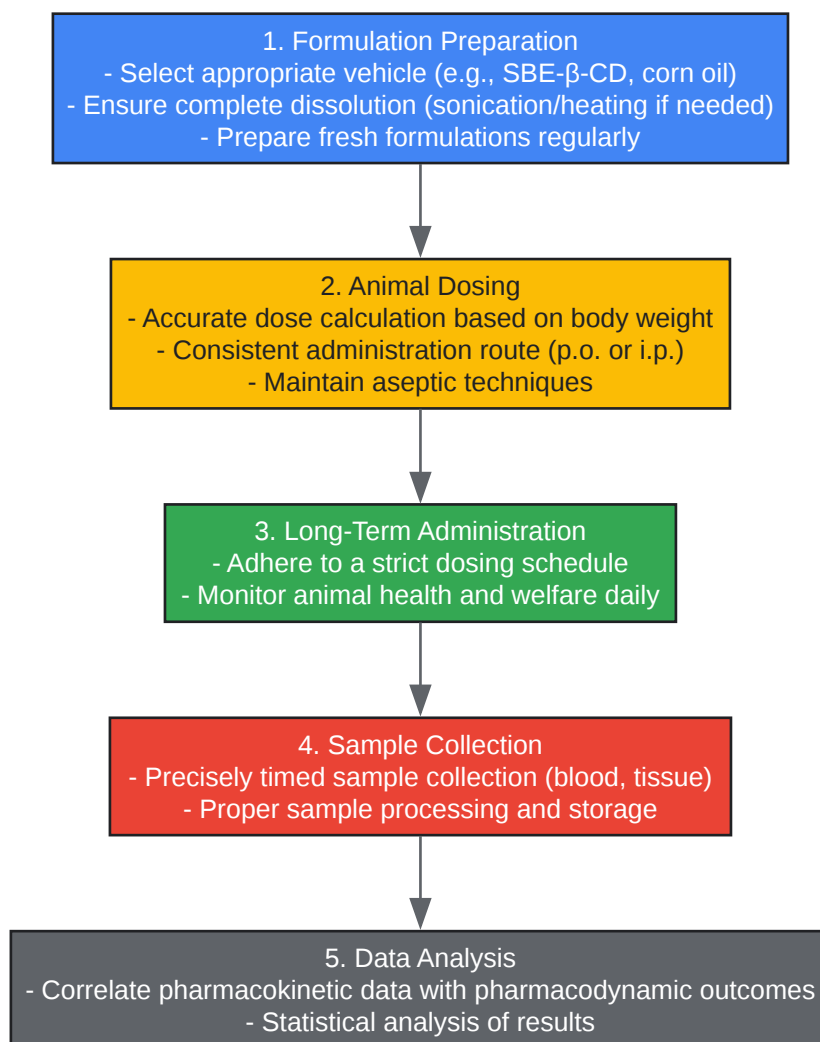 1. Formulation Preparation
- Select appropriate vehicle (e.g., SBE-β-CD, corn oil)
- Ensure complete dissolution (sonication/heating if needed)
- Prepare fresh formulations regularly
2. Animal Dosing
- Accurate dose calculation based on body weight
- Consistent administration route (p.o. or i.p.)
- Maintain aseptic techniques
3. Long-Term Administration
- Adhere to a strict dosing schedule
- Monitor animal health and welfare daily
4. Sample Collection
- Precisely timed sample collection (blood, tissue)
- Proper sample processing and storage
5. Data Analysis
- Correlate pharmacokinetic data with pharmacodynamic outcomes
- Statistical analysis of results